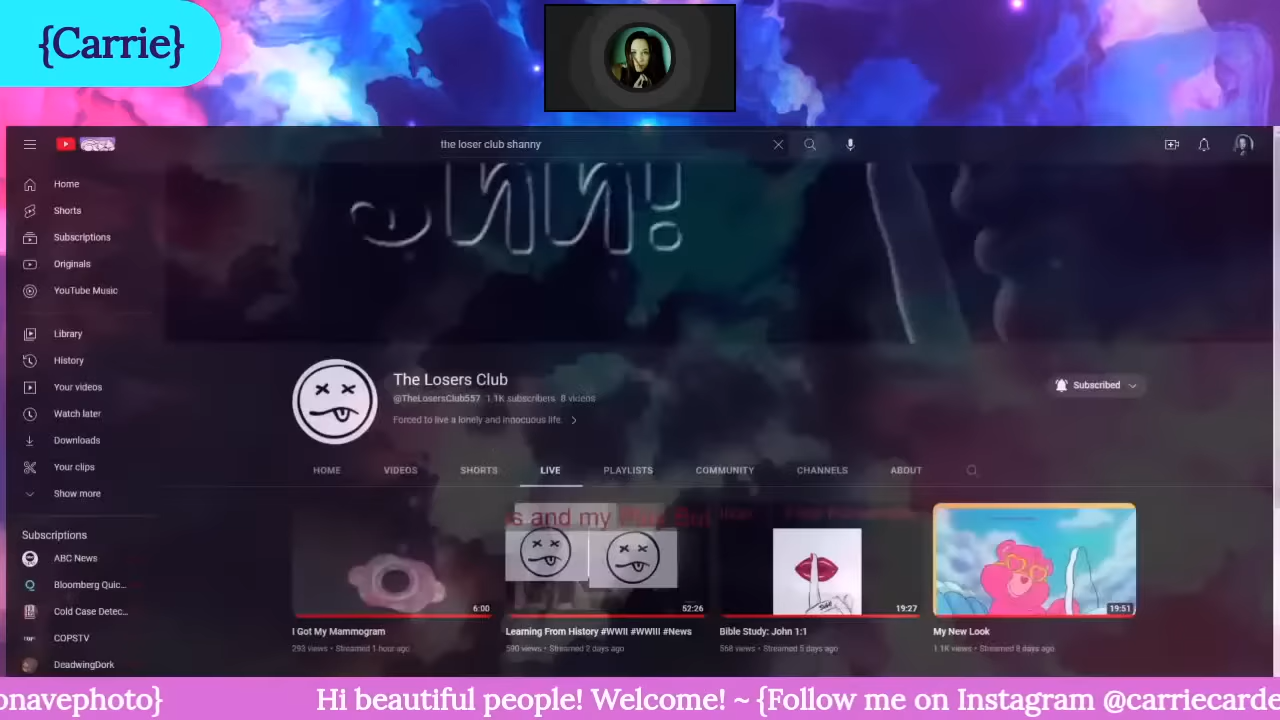 {Carrie}
the loser club shanny
Home
Shorts
Subscriptions
Originals
YouTube Music
Library
History
Your videos
Watch later
Downloads
Your clips
Show more
Subscriptions
ABC News
Bloomberg Quic...
Cold Case Detec...
COPSTV
DeadwingDork
The Losers Club
@TheLosersClub557 1.1K subscribers 8 videos
Forced to live a lonely and innocuous life.
Subscribed
HOME VIDEOS SHORTS LIVE PLAYLISTS COMMUNITY CHANNELS ABOUT
s and my
6:00
52:26
19:27
19:51
I Got My Mammogram
293 views • Streamed 1 hour ago
Learning From History #WWII #WWIII #News
590 views • Streamed 2 days ago
Bible Study: John 1:1
568 views • Streamed 5 days ago
My New Look
1.1K views • Streamed 8 days ago
onavephoto} Hi beautiful people! Welcome! ~ {Follow me on Instagram @carriecarde